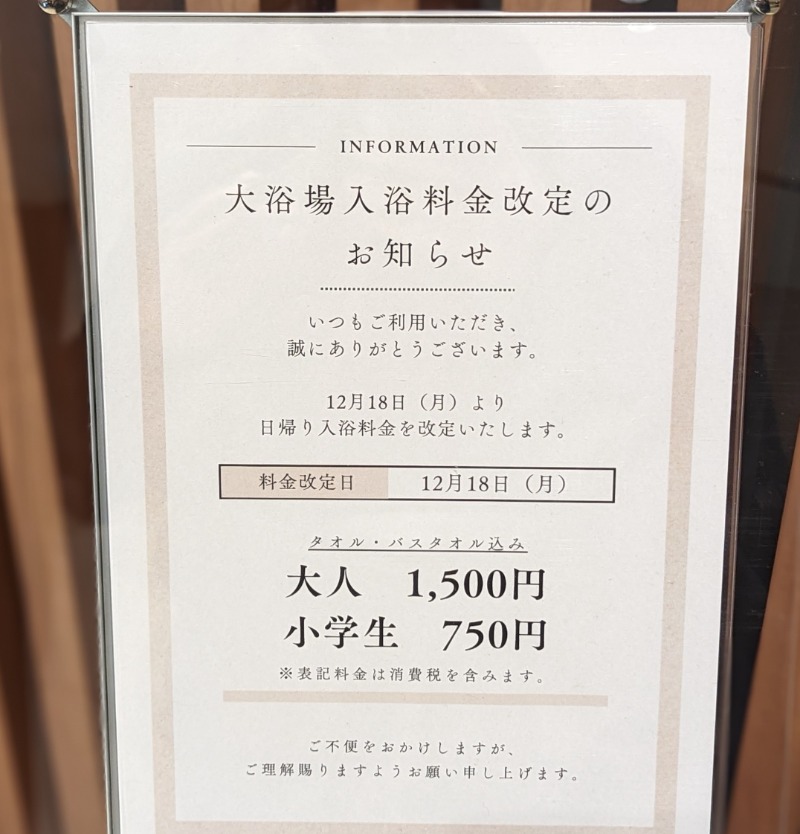 INFORMATION
大浴場入浴料金改定の
お知らせ
いつもご利用いただき、
誠にありがとうございます。
12月18日（月）より
日帰り入浴料金を改定いたします。
料金改定日 12月18日（月）
タオル・バスタオル込み
大人 1,500円
小学生 750円
※表記料金は消費税を含みます。
ご不便をおかけしますが、
ご理解賜りますようお願い申し上げます。